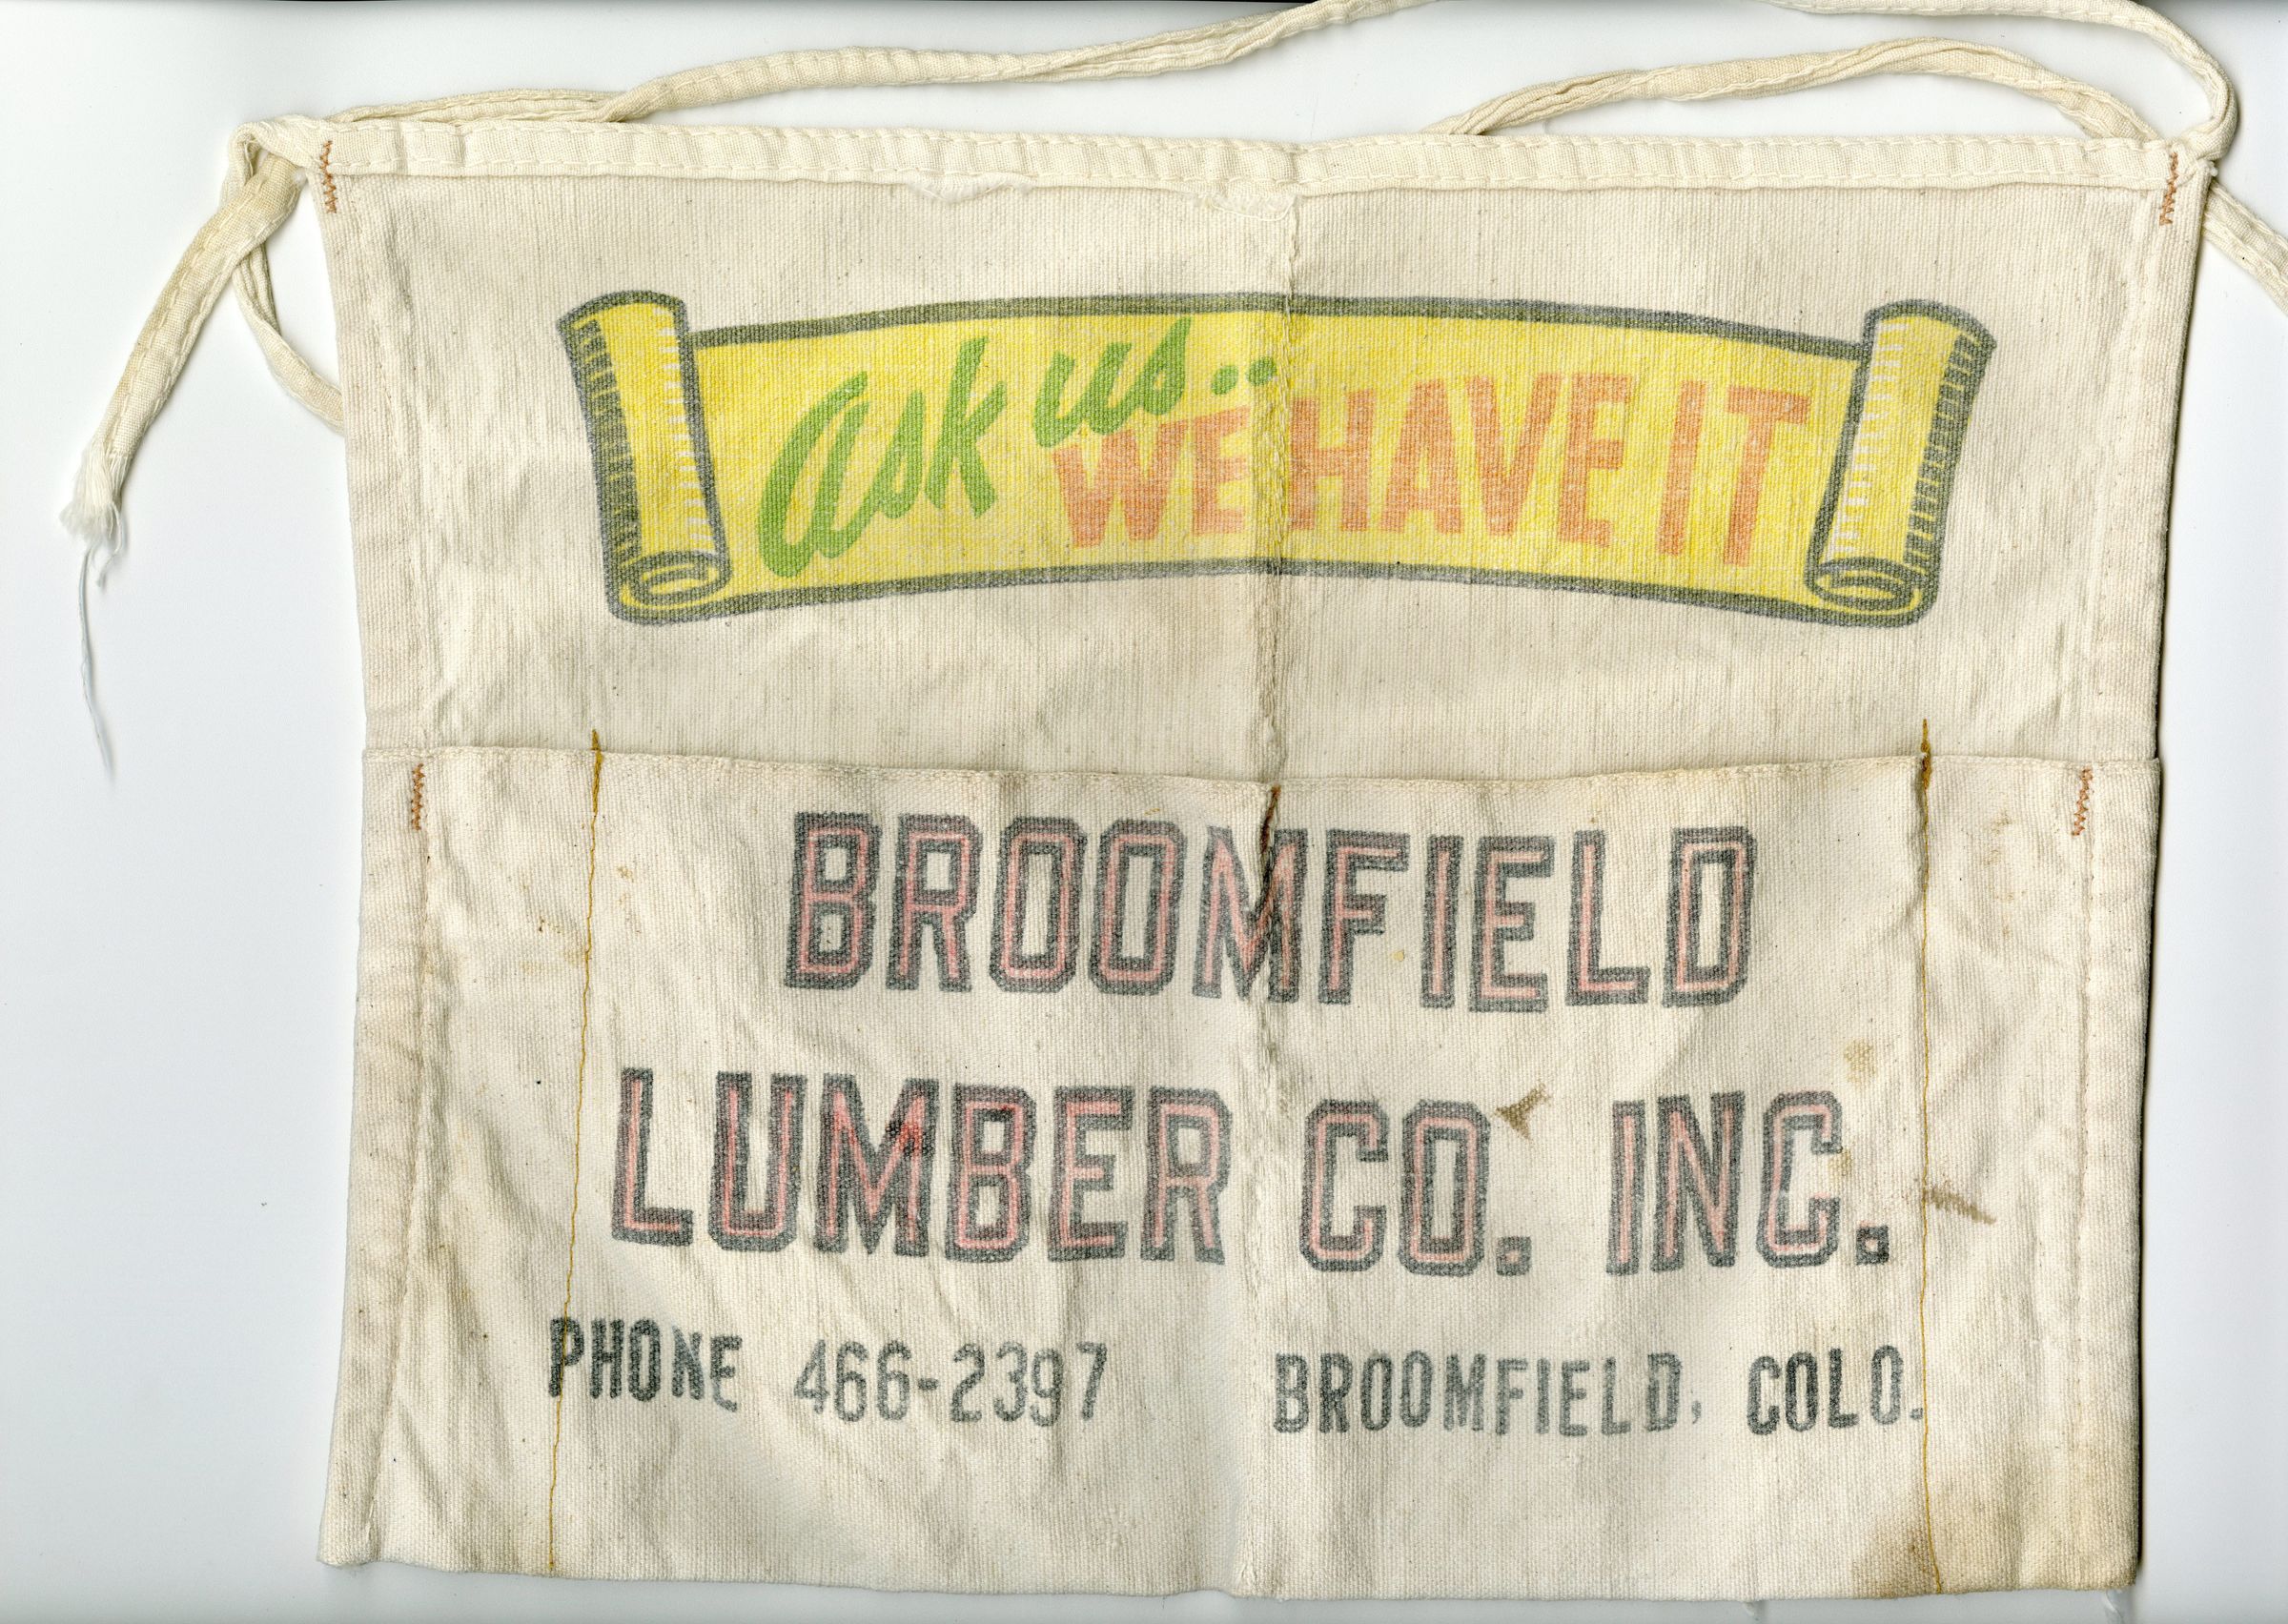 ask us..
WE HAVE IT
BROOMFIELD
LUMBER CO. INC.
PHONE 466-2397 BROOMFIELD, COLO.